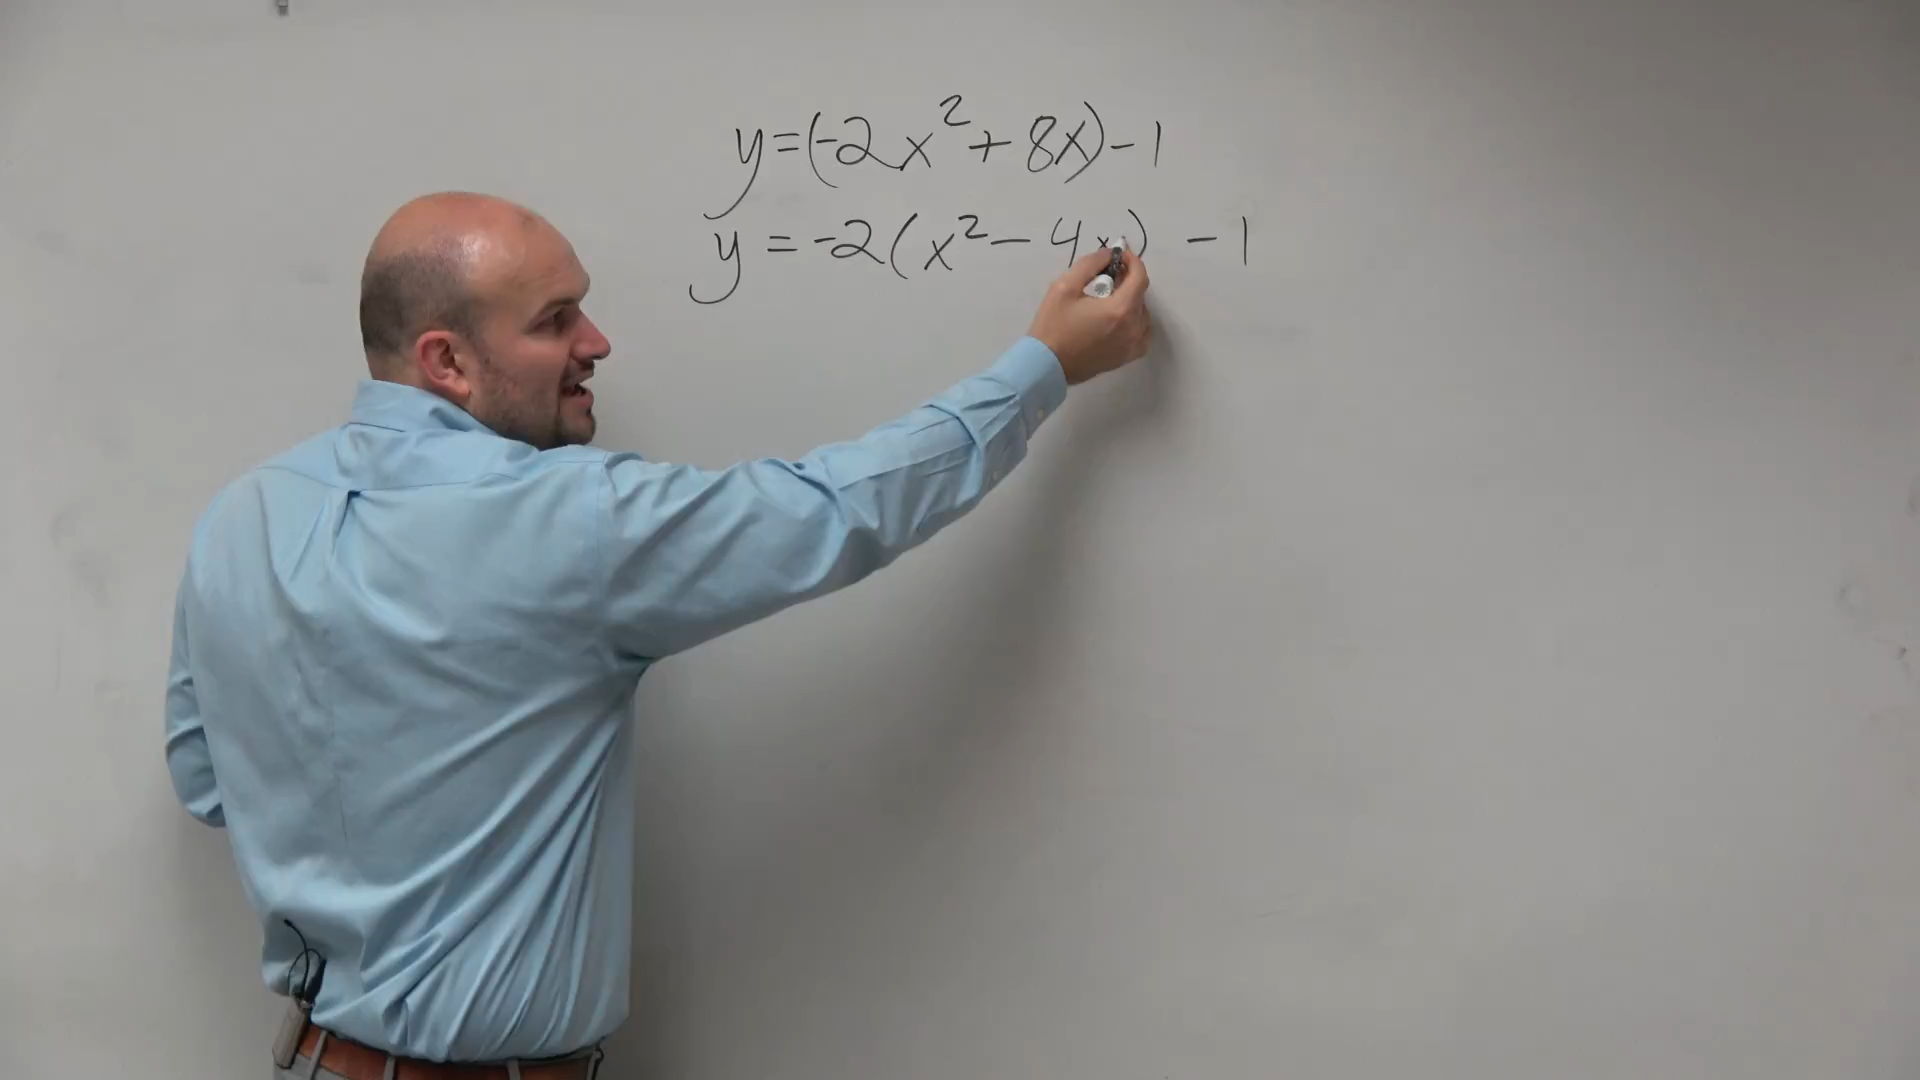 y=(-2x²+8x)-1
y = -2(x²-4x) -1